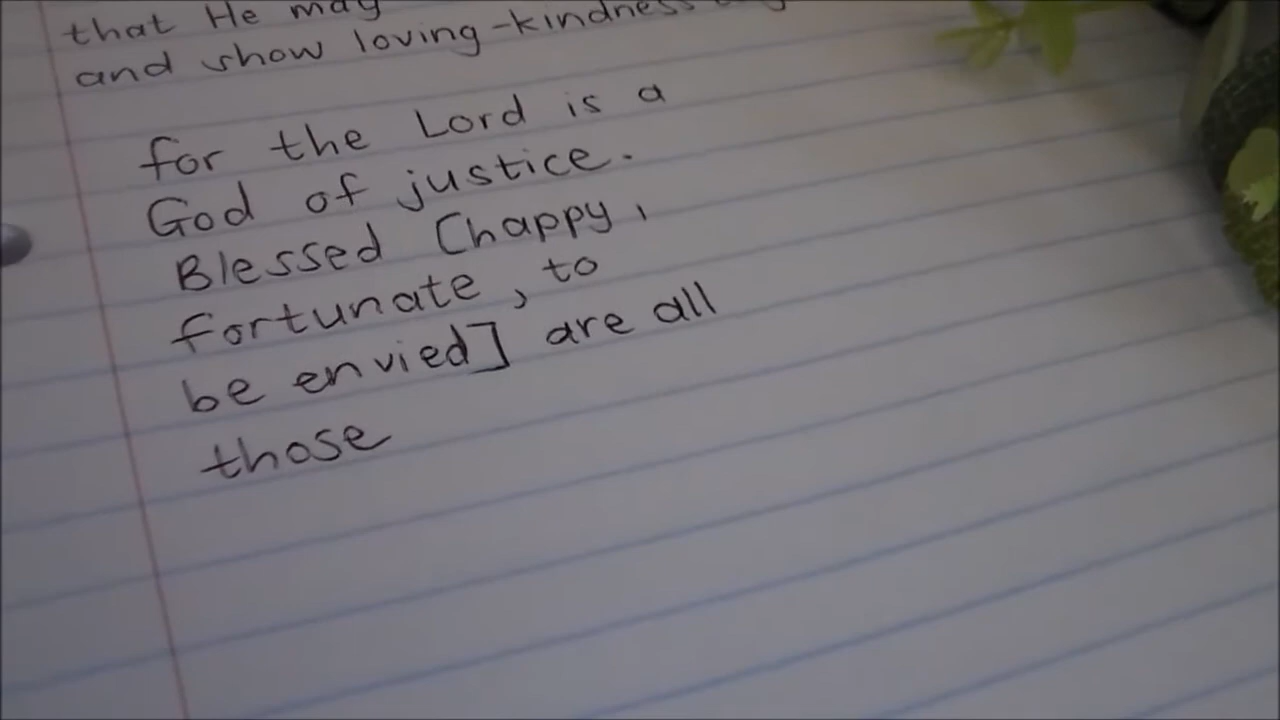 that He may
and show loving-kindness
for the Lord is a
God of justice.
Blessed [happy,
fortunate, to
be envied] are all
those